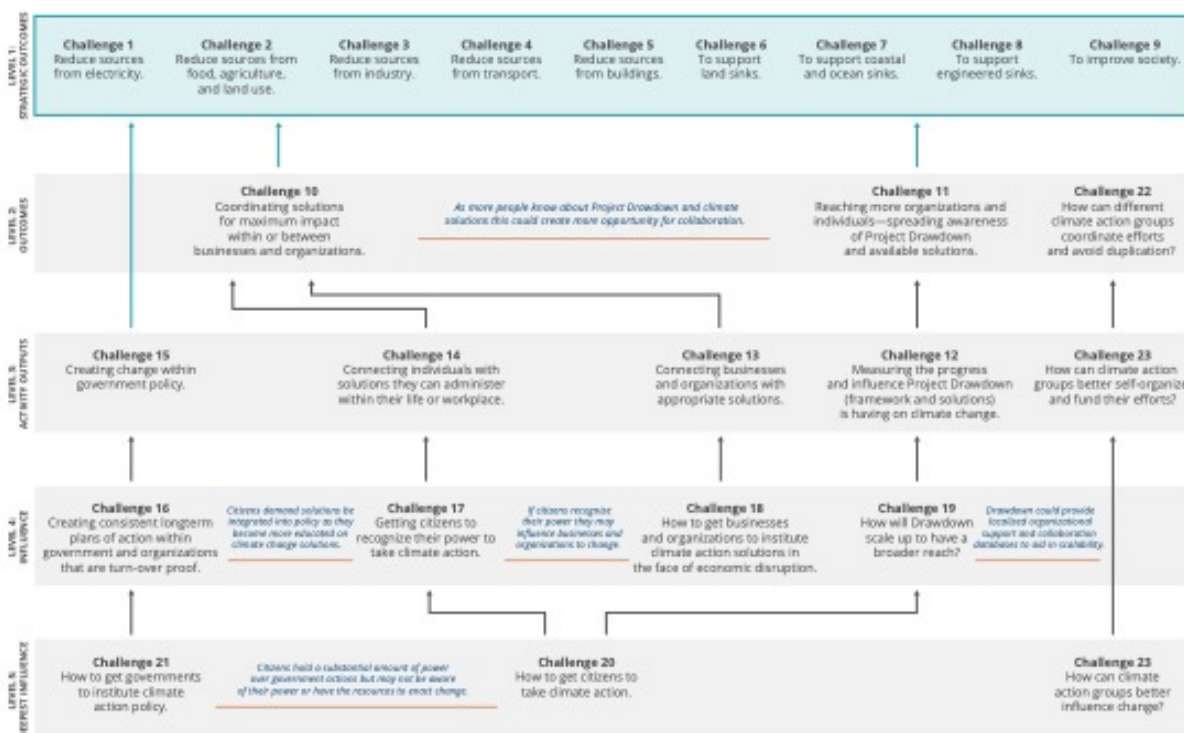 LEVEL 1:
STRATEGIC OUTCOMES
Challenge 1
Reduce sources
from electricity.
Challenge 2
Reduce sources from
food, agriculture,
and land use.
Challenge 3
Reduce sources
from industry.
Challenge 4
Reduce sources
from transport.
Challenge 5
Reduce sources
from buildings.
Challenge 6
To support
land sinks.
Challenge 7
To support coastal
and ocean sinks.
Challenge 8
To support
engineered sinks.
Challenge 9
To improve society.
LEVEL 2:
OUTCOMES
Challenge 10
Coordinating solutions
for maximum impact
within or between
businesses and organizations.
As more people know about Project Drawdown and climate
solutions this could create more opportunity for collaboration.
Challenge 11
Reaching more organizations and
individuals—spreading awareness
of Project Drawdown
and available solutions.
Challenge 22
How can different
climate action groups
coordinate efforts
and avoid duplication?
LEVEL 3:
ACTIVITY OUTPUTS
Challenge 15
Creating change within
government policy.
Challenge 14
Connecting individuals with
solutions they can administer
within their life or workplace.
Challenge 13
Connecting businesses
and organizations with
appropriate solutions.
Challenge 12
Measuring the progress
and influence Project Drawdown
(framework and solutions)
is having on climate change.
Challenge 23
How can climate action
groups better self-organize
and fund their efforts?
LEVEL 4:
INFLUENCE
Challenge 16
Creating consistent longterm
plans of action within
government and organizations
that are turn-over proof.
Citizens demand solutions be
integrated into policy as they
become more educated on
climate change solutions.
Challenge 17
Getting citizens to
recognize their power to
take climate action.
If citizens recognize
their power they may
influence businesses and
organizations to change.
Challenge 18
How to get businesses
and organizations to institute
climate action solutions in
the face of economic disruption.
Challenge 19
How will Drawdown
scale up to have a
broader reach?
Drawdown could provide
localized organizational
support and collaboration
databases to aid in scalability.
LEVEL 5:
DEEPEST INFLUENCE
Challenge 21
How to get governments
to institute climate
action policy.
Citizens hold a substantial amount of power
over government actions but may not be aware
of their power or have the resources to enact change.
Challenge 20
How to get citizens to
take climate action.
Challenge 23
How can climate
action groups better
influence change?